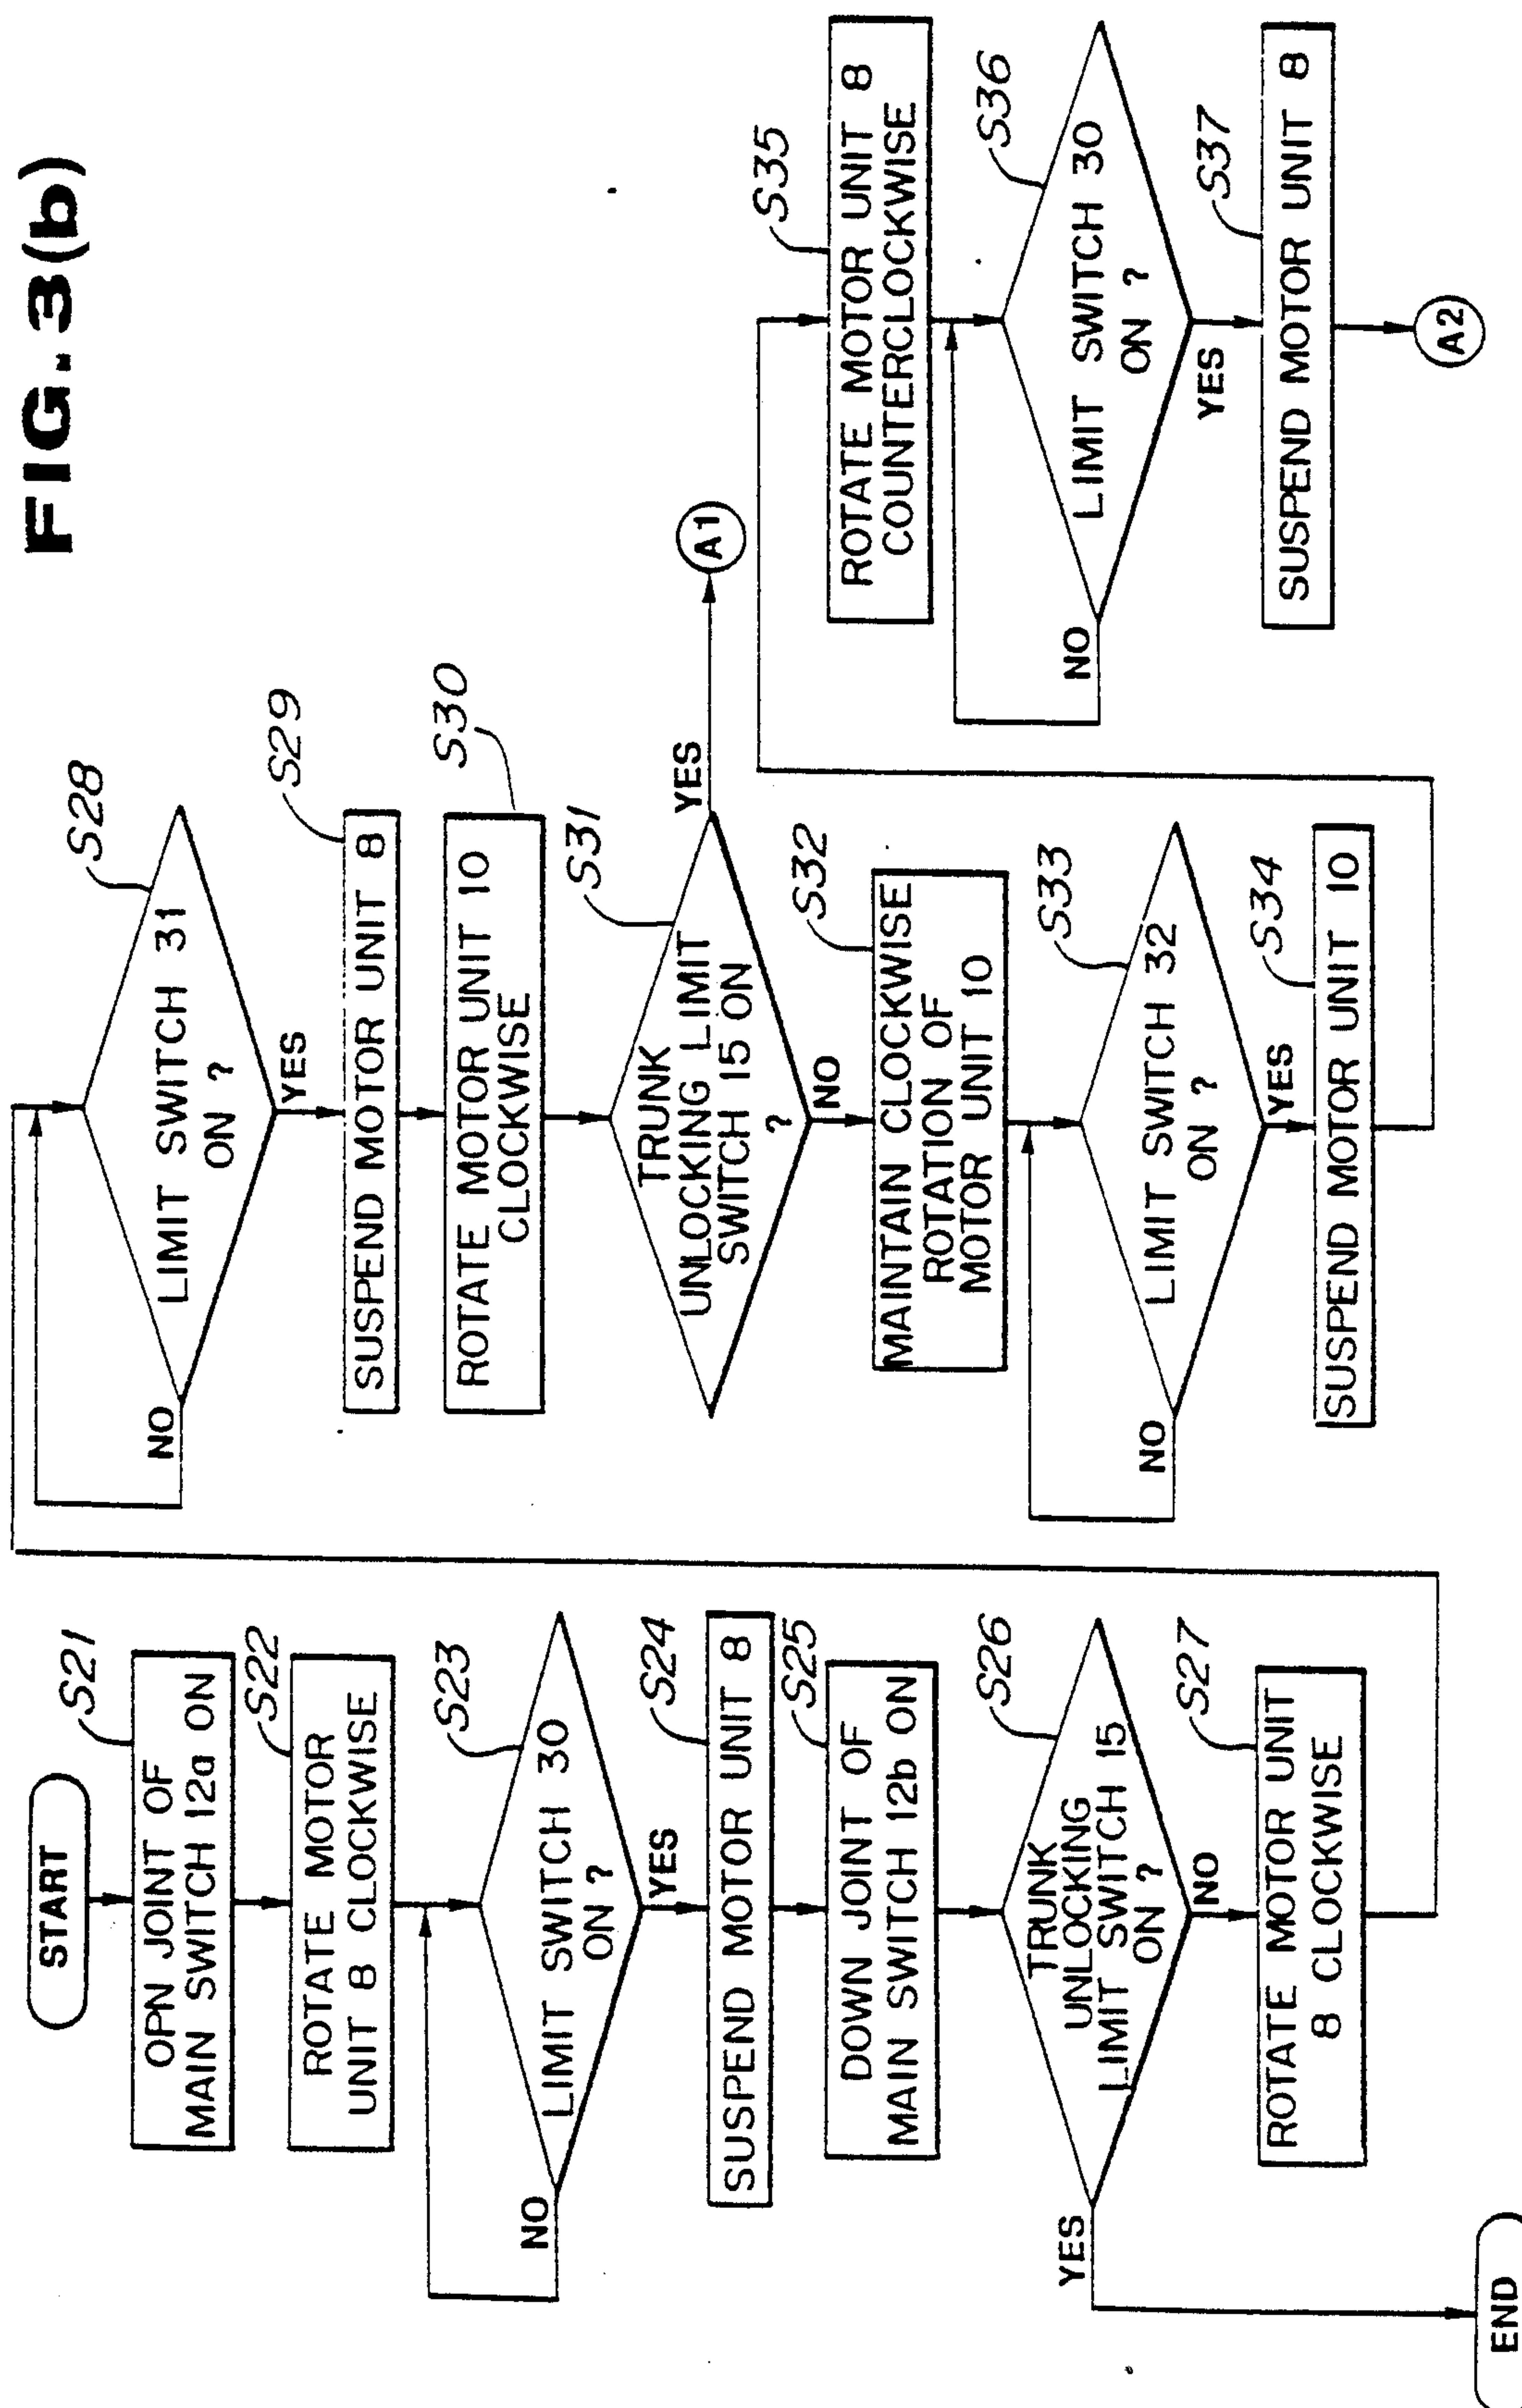 FIG. 3(b)
START
S21
OPN JOINT OF
MAIN SWITCH 12a ON
S22
ROTATE MOTOR
UNIT 8 CLOCKWISE
S23
LIMIT SWITCH 30
ON ?
NO
YES
S24
SUSPEND MOTOR UNIT 8
S25
DOWN JOINT OF
MAIN SWITCH 12b ON
S26
TRUNK
UNLOCKING
LIMIT SWITCH 15
ON ?
YES
NO
END
S27
ROTATE MOTOR UNIT
8 CLOCKWISE
S28
LIMIT SWITCH 31
ON ?
NO
YES
S29
SUSPEND MOTOR UNIT 8
S30
ROTATE MOTOR UNIT 10
CLOCKWISE
S31
TRUNK
UNLOCKING LIMIT
SWITCH 15 ON
?
YES
A1
NO
S32
MAINTAIN CLOCKWISE
ROTATION OF
MOTOR UNIT 10
S33
LIMIT SWITCH 32
ON ?
NO
YES
S34
SUSPEND MOTOR UNIT 10
S35
ROTATE MOTOR UNIT 8
COUNTERCLOCKWISE
S36
LIMIT SWITCH 30
ON ?
NO
YES
S37
SUSPEND MOTOR UNIT 8
A2